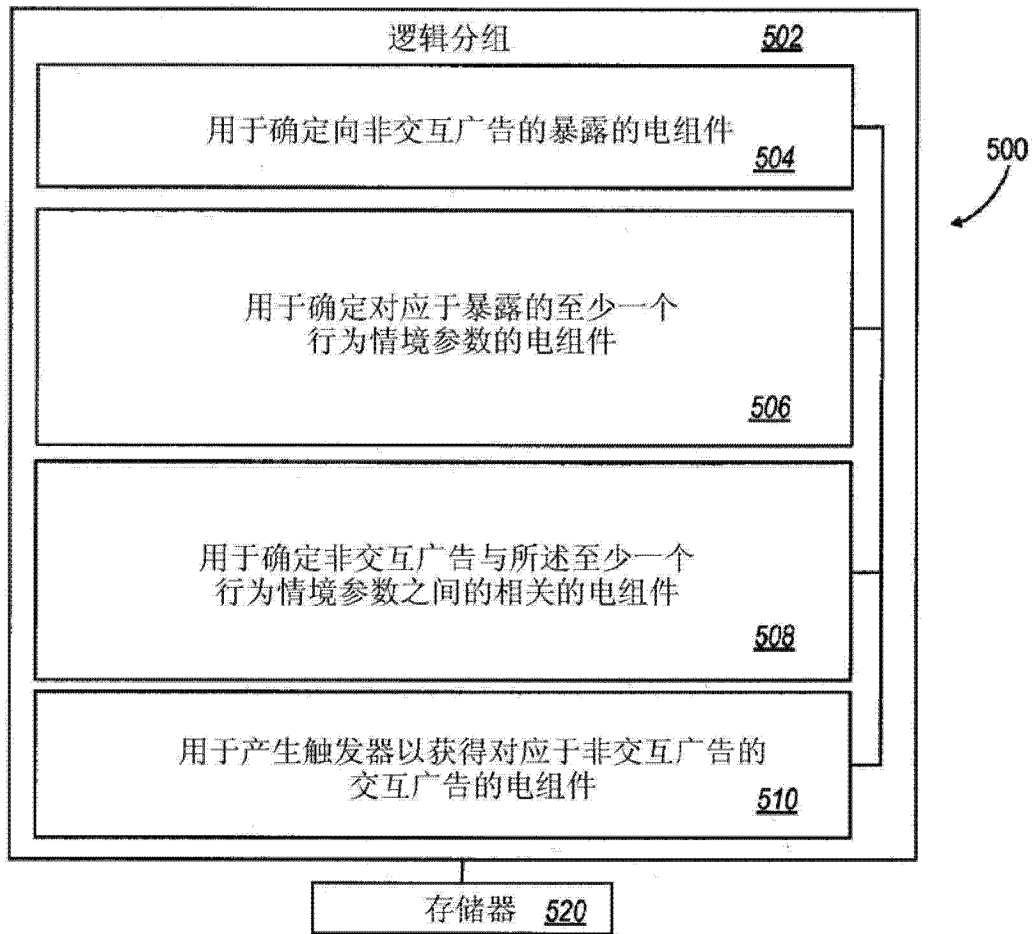 逻辑分组 502
用于确定向非交互广告的暴露的电组件
504
500
用于确定对应于暴露的至少一个
行为情境参数的电组件
506
用于确定非交互广告与所述至少一个
行为情境参数之间的相关的电组件
508
用于产生触发器以获得对应于非交互广告的
交互广告的电组件
510
存储器 520